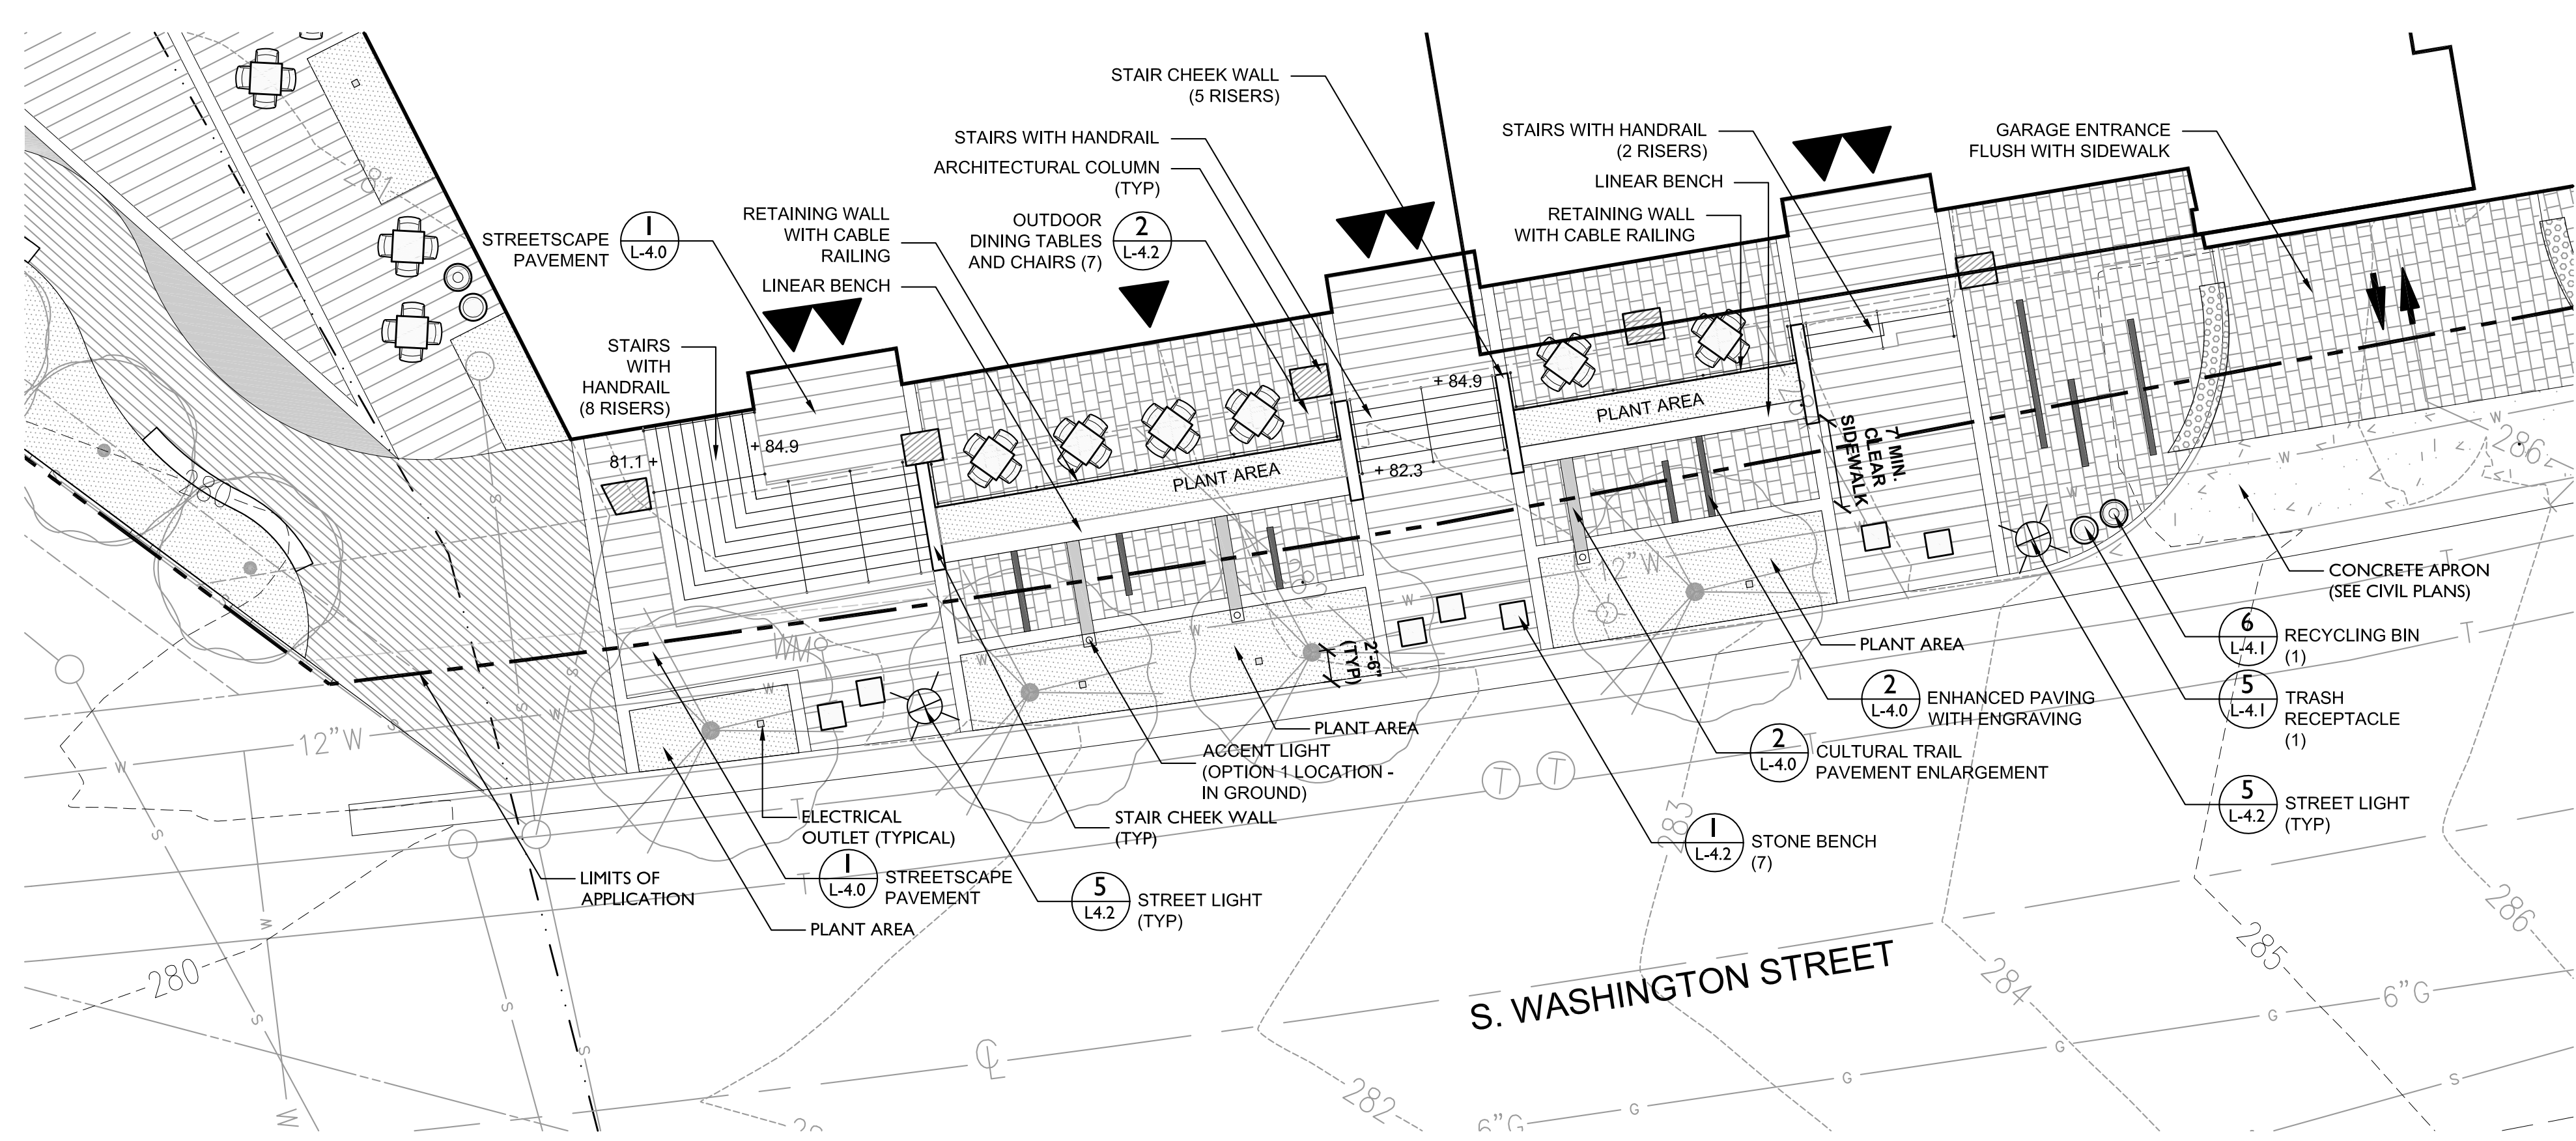 STAIR CHEEK WALL
(5 RISERS)
STAIRS WITH HANDRAIL
ARCHITECTURAL COLUMN
(TYP)
OUTDOOR
DINING TABLES
AND CHAIRS (7)
2
L-4.2
RETAINING WALL
WITH CABLE
RAILING
LINEAR BENCH
STREETSCAPE
PAVEMENT
1
L-4.0
STAIRS
WITH
HANDRAIL
(8 RISERS)
STAIRS WITH HANDRAIL
(2 RISERS)
LINEAR BENCH
RETAINING WALL
WITH CABLE RAILING
GARAGE ENTRANCE
FLUSH WITH SIDEWALK
281
81.1 +
+ 84.9
PLANT AREA
+ 84.9
+ 82.3
PLANT AREA
7' MIN.
CLEAR
SIDEWALK
286
280
282
12"W
WM9
2'-6"
(TYP)
12"W
CONCRETE APRON
(SEE CIVIL PLANS)
6
L-4.1
RECYCLING BIN
(1)
5
L-4.1
TRASH
RECEPTACLE
(1)
5
L-4.2
STREET LIGHT
(TYP)
PLANT AREA
2
L-4.0
ENHANCED PAVING
WITH ENGRAVING
2
L-4.0
CULTURAL TRAIL
PAVEMENT ENLARGEMENT
1
L-4.2
STONE BENCH
(7)
PLANT AREA
ACCENT LIGHT
(OPTION 1 LOCATION -
IN GROUND)
STAIR CHEEK WALL
(TYP)
ELECTRICAL
OUTLET (TYPICAL)
1
L-4.0
STREETSCAPE
PAVEMENT
5
L4.2
STREET LIGHT
(TYP)
LIMITS OF
APPLICATION
PLANT AREA
280
283
284
285
286
282
S. WASHINGTON STREET
6"G
6"G